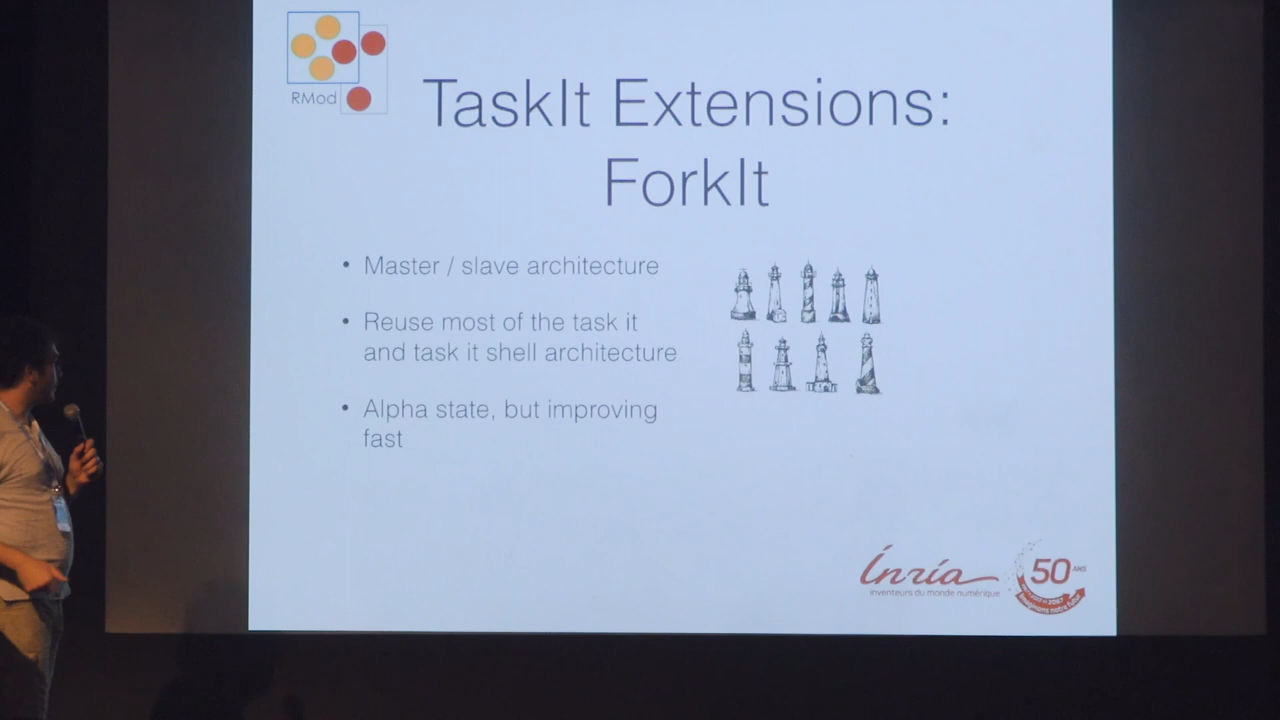 RMod
TaskIt Extensions:
ForkIt
• Master / slave architecture
• Reuse most of the task it
and task it shell architecture
• Alpha state, but improving
fast
Inria
inventeurs du monde numérique
50 ANS